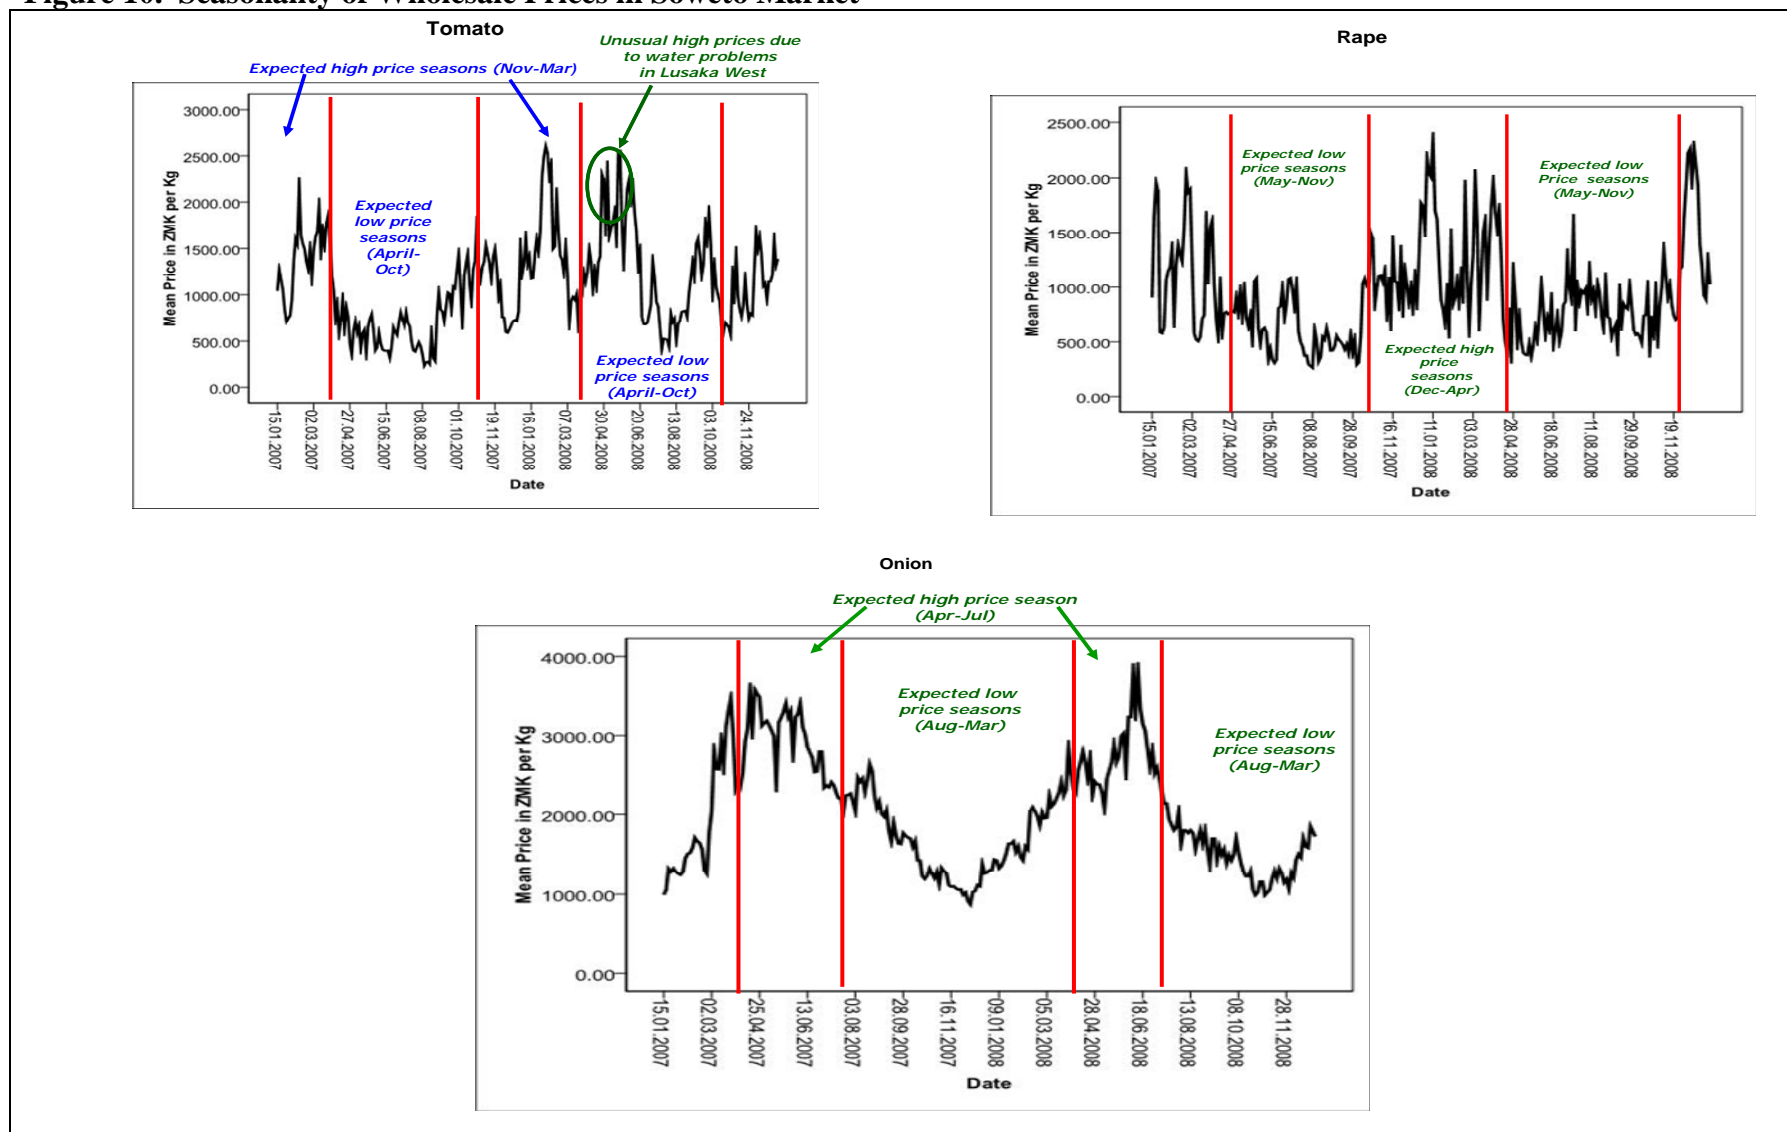 Figure 10. Seasonality of Wholesale Prices in Soweto Market
Tomato
Unusual high prices due
to water problems
in Lusaka West
Expected high price seasons (Nov-Mar)
3000.00
2500.00
2000.00
1500.00
1000.00
500.00
0.00
Mean Price in ZMK per Kg
Expected
low price
seasons
(April-
Oct)
Expected low
price seasons
(April-Oct)
15.01.2007
02.03.2007
27.04.2007
15.06.2007
08.08.2007
01.10.2007
19.11.2007
16.01.2008
07.03.2008
30.04.2008
20.06.2008
13.08.2008
03.10.2008
24.11.2008
Date
Rape
2500.00
2000.00
1500.00
1000.00
500.00
0.00
Mean Price in ZMK per Kg
Expected low
price seasons
(May-Nov)
Expected low
Price seasons
(May-Nov)
Expected high
price
seasons
(Dec-Apr)
15.01.2007
02.03.2007
27.04.2007
15.06.2007
08.08.2007
28.09.2007
16.11.2007
11.01.2008
03.03.2008
28.04.2008
18.06.2008
11.08.2008
29.09.2008
19.11.2008
Date
Onion
Expected high price season
(Apr-Jul)
4000.00
3000.00
2000.00
1000.00
0.00
Mean Price in ZMK per Kg
Expected low
price seasons
(Aug-Mar)
Expected low
price seasons
(Aug-Mar)
15.01.2007
02.03.2007
25.04.2007
13.06.2007
03.08.2007
28.09.2007
16.11.2007
09.01.2008
05.03.2008
28.04.2008
18.06.2008
13.08.2008
08.10.2008
28.11.2008
Date